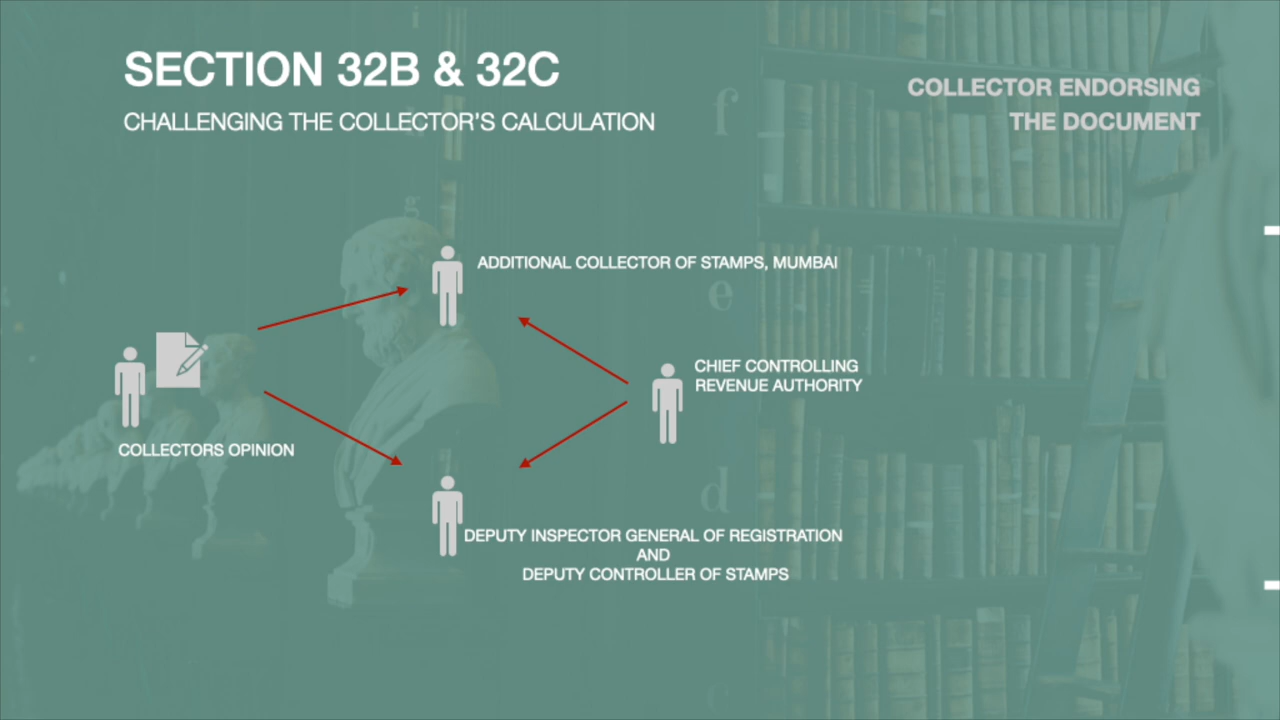 SECTION 32B & 32C
CHALLENGING THE COLLECTOR'S CALCULATION
COLLECTOR ENDORSING
THE DOCUMENT
f
g
ADDITIONAL COLLECTOR OF STAMPS, MUMBAI
e
CHIEF CONTROLLING
REVENUE AUTHORITY
COLLECTORS OPINION
d
DEPUTY INSPECTOR GENERAL OF REGISTRATION
AND
DEPUTY CONTROLLER OF STAMPS
c